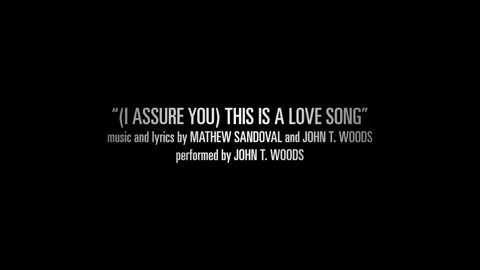 “(I ASSURE YOU) THIS IS A LOVE SONG”
music and lyrics by MATHEW SANDOVAL and JOHN T. WOODS
performed by JOHN T. WOODS